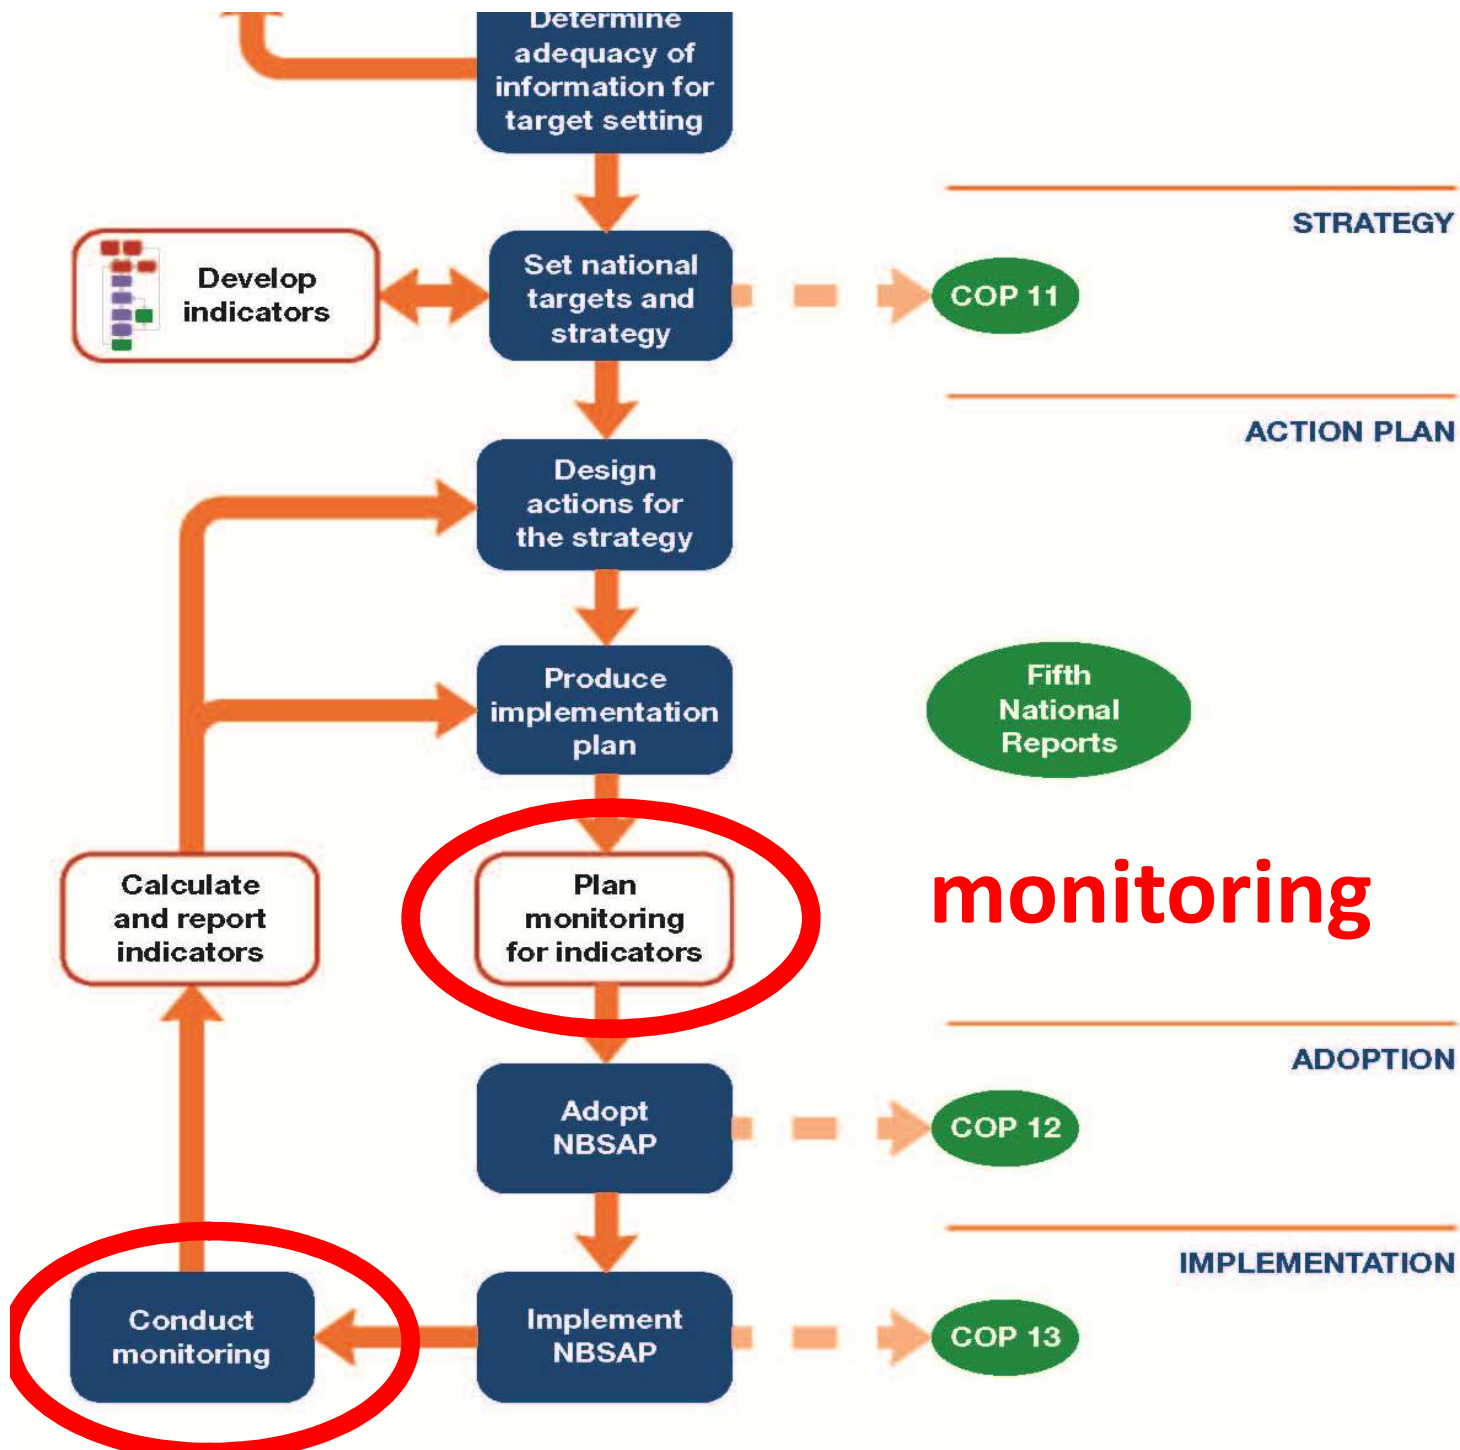 Determine
adequacy of
information for
target setting
STRATEGY
Develop
indicators
Set national
targets and
strategy
COP 11
ACTION PLAN
Design
actions for
the strategy
Produce
implementation
plan
Fifth
National
Reports
Calculate
and report
indicators
Plan
monitoring
for indicators
monitoring
ADOPTION
Adopt
NBSAP
COP 12
IMPLEMENTATION
Conduct
monitoring
Implement
NBSAP
COP 13